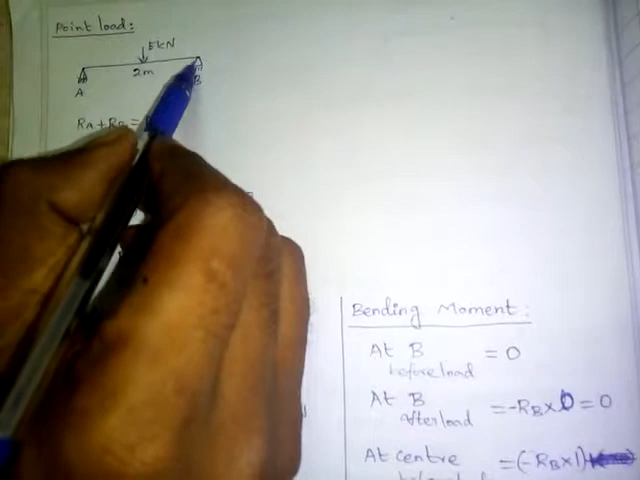 Point load:
5kN
2m
A
B
RA + RB =
Bending Moment:
At B before load = 0
At B after load = -RB × 0 = 0
At centre = (-RB × 1)